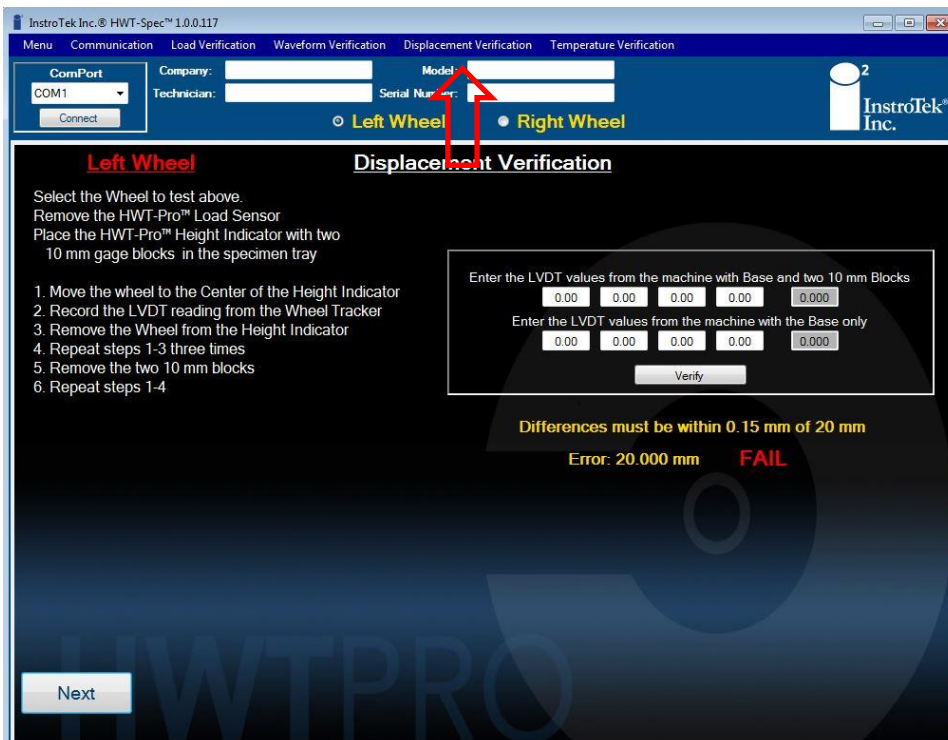 InstroTek Inc.® HWT-Spec™ 1.0.0.117
Menu Communication Load Verification Waveform Verification Displacement Verification Temperature Verification
ComPort
COM1
Connect
Company:
Technician:
Model:
Serial Number:
Left Wheel Right Wheel
i2
InstroTek®
Inc.
Left Wheel
Displacement Verification
Select the Wheel to test above.
Remove the HWT-Pro™ Load Sensor
Place the HWT-Pro™ Height Indicator with two
10 mm gage blocks in the specimen tray
1. Move the wheel to the Center of the Height Indicator
2. Record the LVDT reading from the Wheel Tracker
3. Remove the Wheel from the Height Indicator
4. Repeat steps 1-3 three times
5. Remove the two 10 mm blocks
6. Repeat steps 1-4
Enter the LVDT values from the machine with Base and two 10 mm Blocks
0.00 0.00 0.00 0.00 0.000
Enter the LVDT values from the machine with the Base only
0.00 0.00 0.00 0.00 0.000
Verify
Differences must be within 0.15 mm of 20 mm
Error: 20.000 mm FAIL
Next
HWTPRO